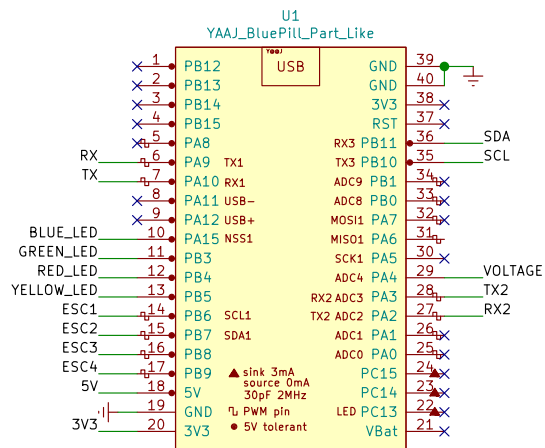 U1
YAAJ_BluePill_Part_Like
YAAJ
USB
1 PB12 GND 39
2 PB13 GND 40
3 PB14 3V3 38
4 PB15 RST 37
5 PA8 RX3 PB11 36 SDA
RX 6 PA9 TX1 TX3 PB10 35 SCL
TX 7 PA10 RX1 ADC9 PB1 34
8 PA11 USB- ADC8 PB0 33
9 PA12 USB+ MOSI1 PA7 32
BLUE_LED 10 PA15 NSS1 MISO1 PA6 31
GREEN_LED 11 PB3 SCK1 PA5 30
RED_LED 12 PB4 ADC4 PA4 29 VOLTAGE
YELLOW_LED 13 PB5 RX2 ADC3 PA3 28 TX2
ESC1 14 PB6 SCL1 TX2 ADC2 PA2 27 RX2
ESC2 15 PB7 SDA1 ADC1 PA1 26
ESC3 16 PB8 ADC0 PA0 25
ESC4 17 PB9 sink 3mA PC15 24
source 0mA
5V 18 5V 30pF 2MHz PC14 23
19 GND PWM pin LED PC13 22
3V3 20 3V3 5V tolerant VBat 21